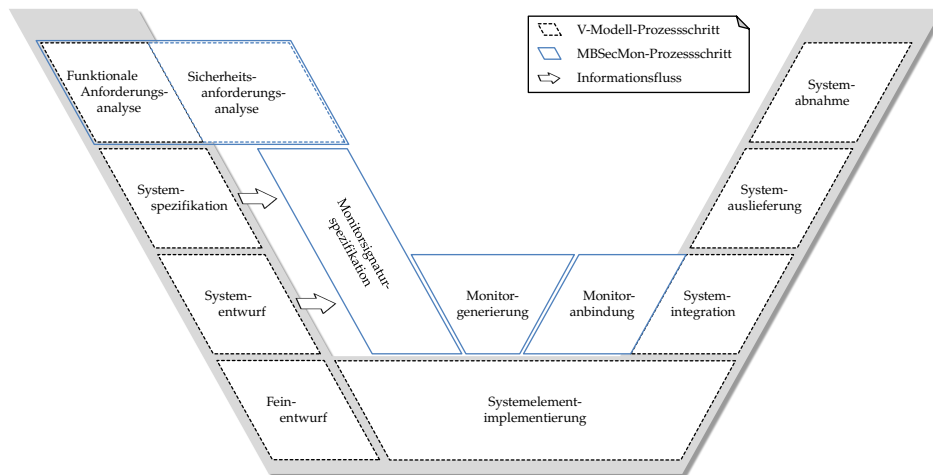 V-Modell-Prozessschritt
MBSecMon-Prozessschritt
Informationsfluss
Funktionale
Anforderungs-
analyse
Sicherheits-
anforderungs-
analyse
System-
abnahme
System-
spezifikation
Monitorsignatur-
spezifikation
System-
auslieferung
System-
entwurf
Monitor-
generierung
Monitor-
anbindung
System-
integration
Fein-
entwurf
Systemelement-
implementierung